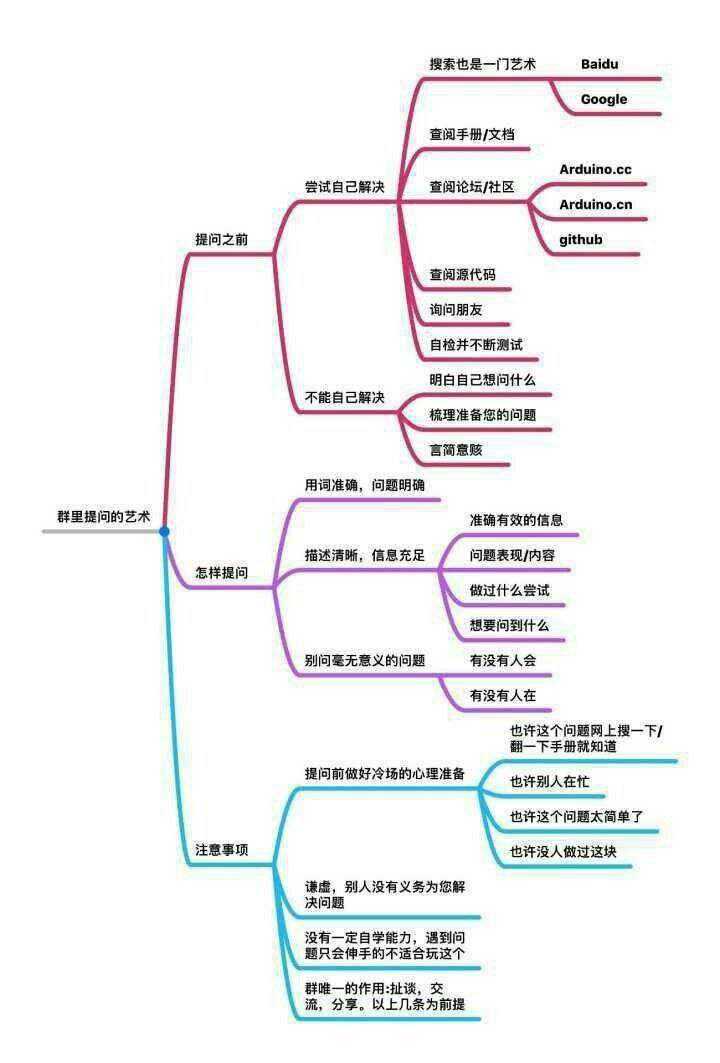 群里提问的艺术
提问之前
尝试自己解决
搜索也是一门艺术
Baidu
Google
查阅手册/文档
查阅论坛/社区
Arduino.cc
Arduino.cn
github
查阅源代码
询问朋友
自检并不断测试
不能自己解决
明白自己想问什么
梳理准备您的问题
言简意赅
怎样提问
用词准确，问题明确
描述清晰，信息充足
准确有效的信息
问题表现/内容
做过什么尝试
想要问到什么
别问毫无意义的问题
有没有人会
有没有人在
注意事项
提问前做好冷场的心理准备
也许这个问题网上搜一下/
翻一下手册就知道
也许别人在忙
也许这个问题太简单了
也许没人做过这块
谦虚，别人没有义务为您解
决问题
没有一定自学能力，遇到问
题只会伸手的不适合玩这个
群唯一的作用:扯谈，交
流，分享。以上几条为前提